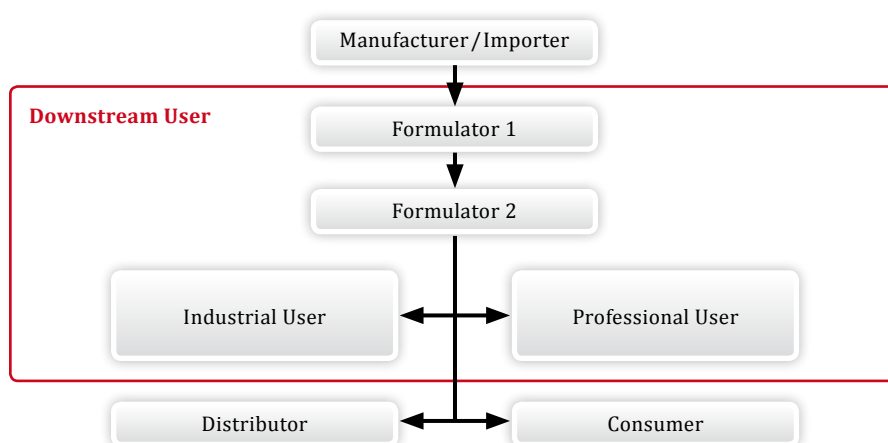 Manufacturer / Importer
Downstream User
Formulator 1
Formulator 2
Industrial User
Professional User
Distributor
Consumer